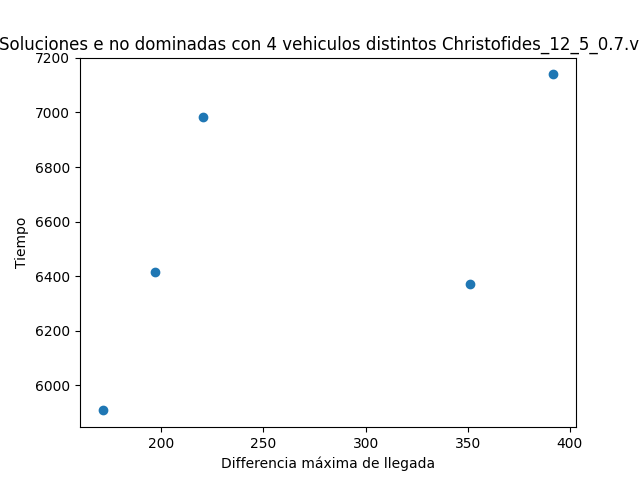 Soluciones e no dominadas con 4 vehiculos distintos Christofides_12_5_0.7.v
7200
7000
6800
6600
6400
6200
6000
Tiempo
200 250 300 350 400
Differencia máxima de llegada